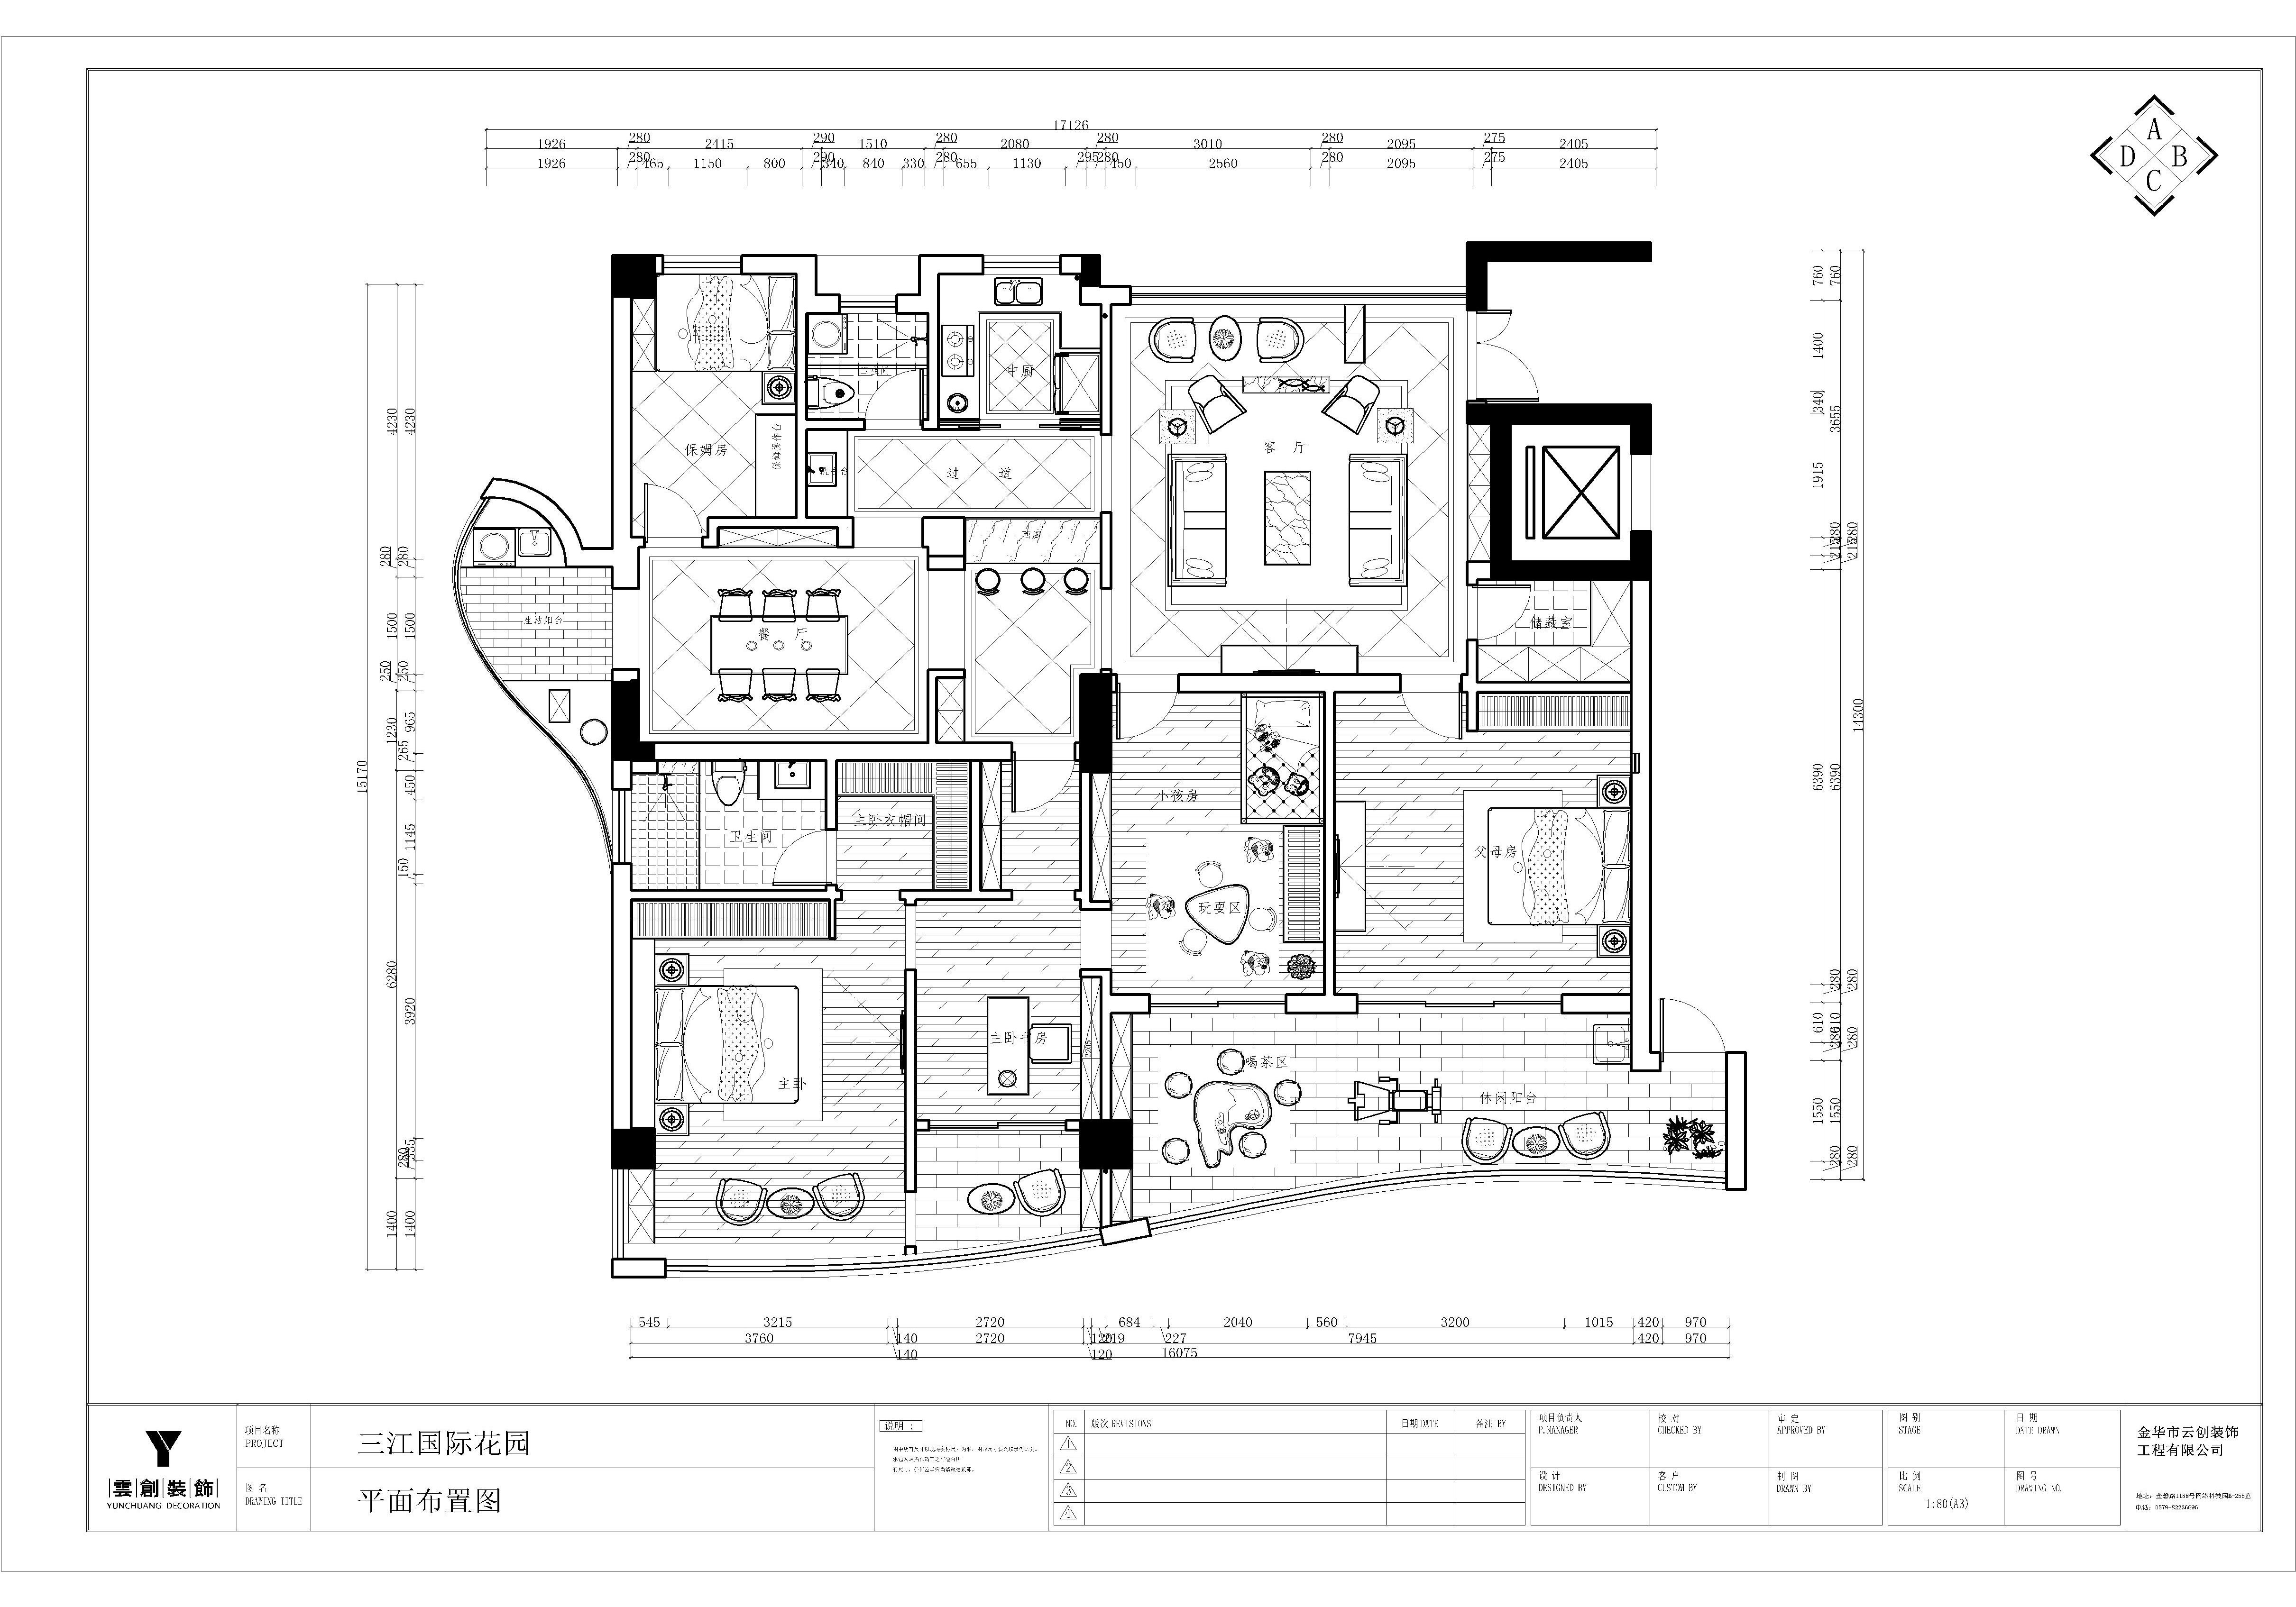 17126
1926 280 2415 290 1510 280 2080 280 3010 280 2095 275 2405
1926 280 465 1150 800 290 340 840 330 280 655 1130 295 280 450 2560 280 2095 275 2405
A
D B
C
15170
4230 280 1500 250 1230 6280 1400
4230 280 1500 250 965 265 450 1145 150 3920 335 280 1400
760 1400 340 1915 280 215 6390 280 610 280 1550 280
760 3655 280 215 6390 280 610 280 1550 280
14300
中厨
客 厅
保姆房
过 道
西厨
生活阳台
餐 厅
储藏室
小孩房
主卧衣帽间
卫生间
父母房
玩耍区
主卧书房
2205
喝茶区
主卧
休闲阳台
545 3215 2720 684 2040 560 3200 1015 420 970
3760 140 2720 120 219 227 7945 420 970
140 120 16075
雲創裝飾
YUNCHUANG DECORATION
项目名称
PROJECT
三江国际花园
图 名
DRAWING TITLE
平面布置图
说明 :
NO. 版次 REVISIONS 日期 DATE 备注 BY
1
2
3
4
项目负责人
P.MANAGER
校 对
CHECKED BY
审 定
APPROVED BY
图 别
STAGE
日 期
DATE DRAWN
设 计
DESIGNED BY
客 户
CLSTOM BY
制 图
DRAWN BY
比 例
SCALE
1:80(A3)
图 号
DRAWING NO.
金华市云创装饰
工程有限公司